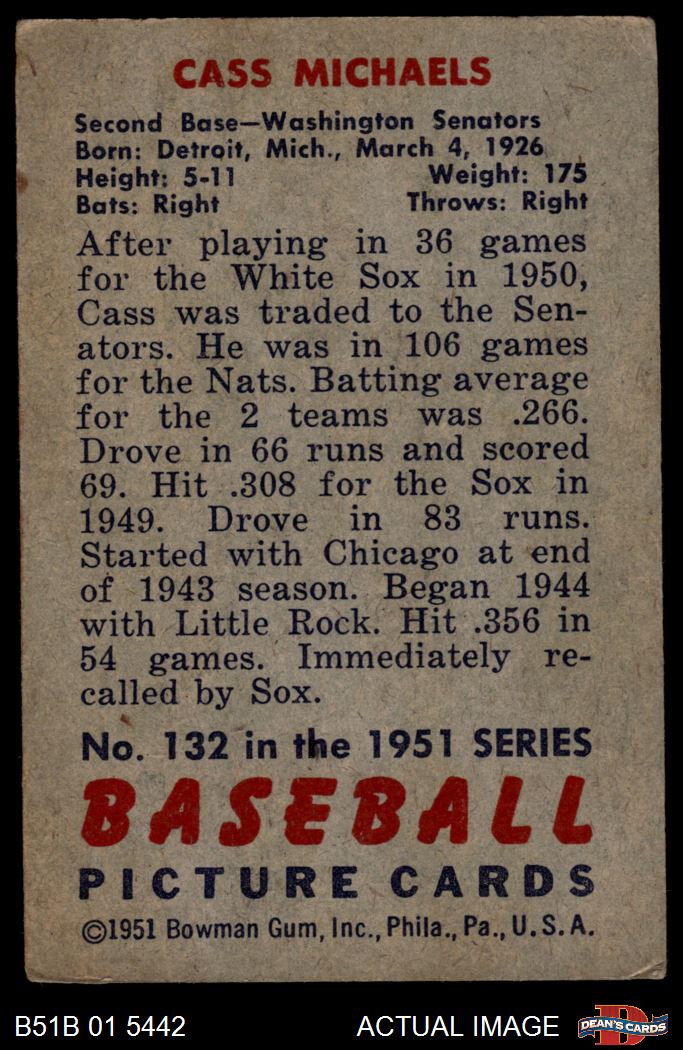 CASS MICHAELS
Second Base—Washington Senators
Born: Detroit, Mich., March 4, 1926
Height: 5-11 Weight: 175
Bats: Right Throws: Right
After playing in 36 games
for the White Sox in 1950,
Cass was traded to the Sen-
ators. He was in 106 games
for the Nats. Batting average
for the 2 teams was .266.
Drove in 66 runs and scored
69. Hit .308 for the Sox in
1949. Drove in 83 runs.
Started with Chicago at end
of 1943 season. Began 1944
with Little Rock. Hit .356 in
54 games. Immediately re-
called by Sox.
No. 132 in the 1951 SERIES
BASEBALL
PICTURE CARDS
©1951 Bowman Gum, Inc., Phila., Pa., U.S.A.
B51B 01 5442 ACTUAL IMAGE D DEAN'S CARDS